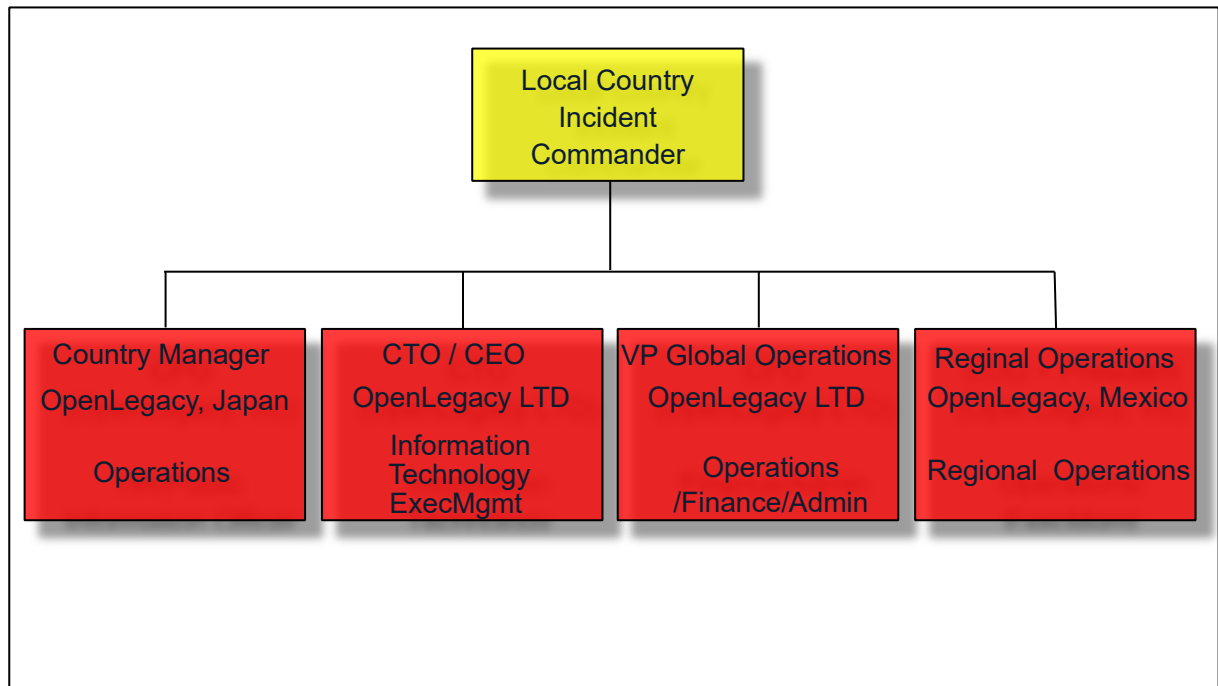 Local Country
Incident
Commander
Country Manager
OpenLegacy, Japan
Operations
CTO / CEO
OpenLegacy LTD
Information
Technology
ExecMgmt
VP Global Operations
OpenLegacy LTD
Operations
/Finance/Admin
Reginal Operations
OpenLegacy, Mexico
Regional Operations